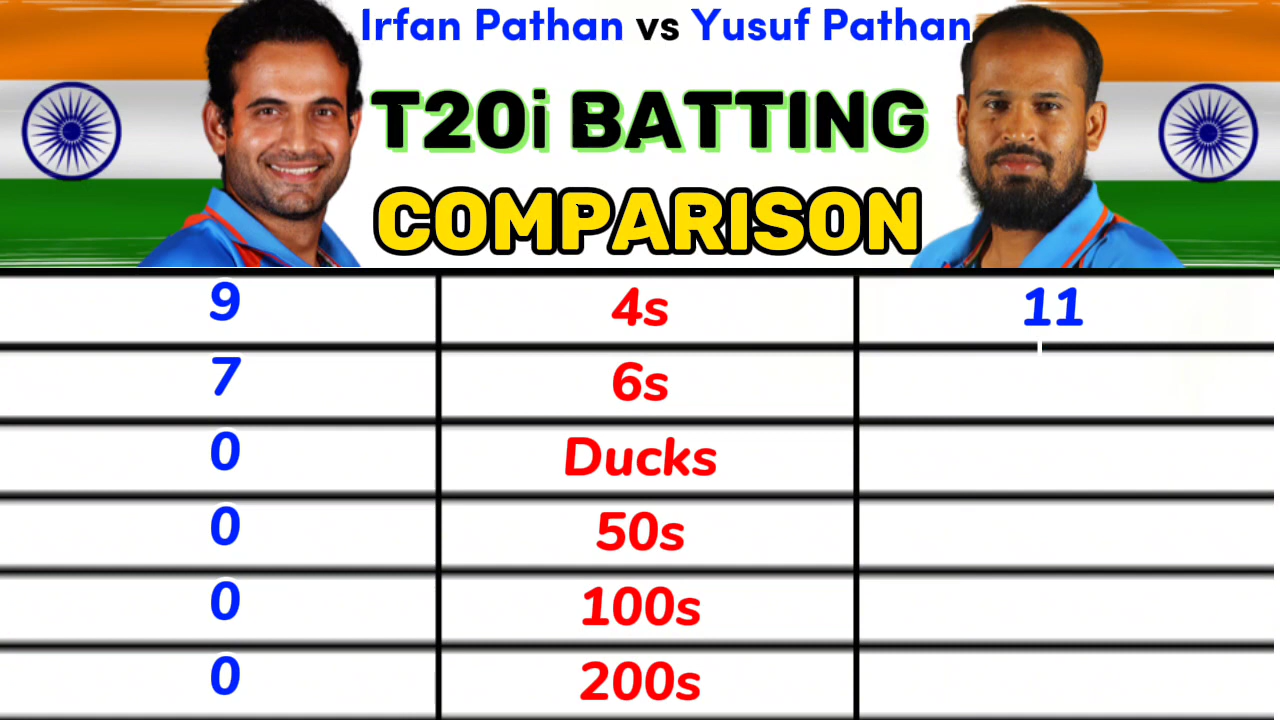 Irfan Pathan vs Yusuf Pathan
T20i BATTING
COMPARISON
9 4s 11
7 6s
0 Ducks
0 50s
0 100s
0 200s